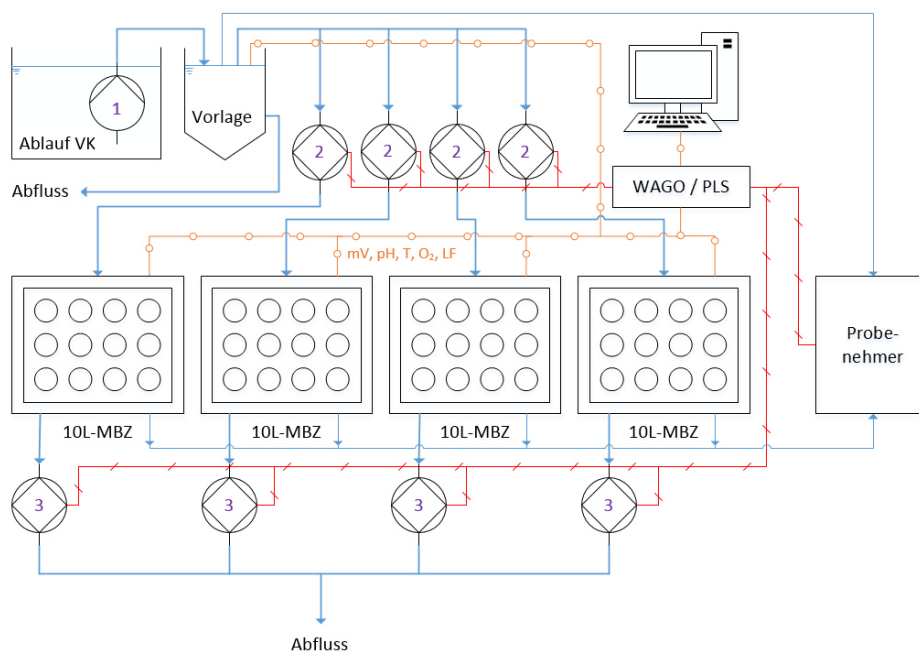 1
Ablauf VK
Vorlage
Abfluss
2
2
2
2
WAGO / PLS
mV, pH, T, O₂, LF
Probe-
nehmer
10L-MBZ
10L-MBZ
10L-MBZ
10L-MBZ
3
3
3
3
Abfluss